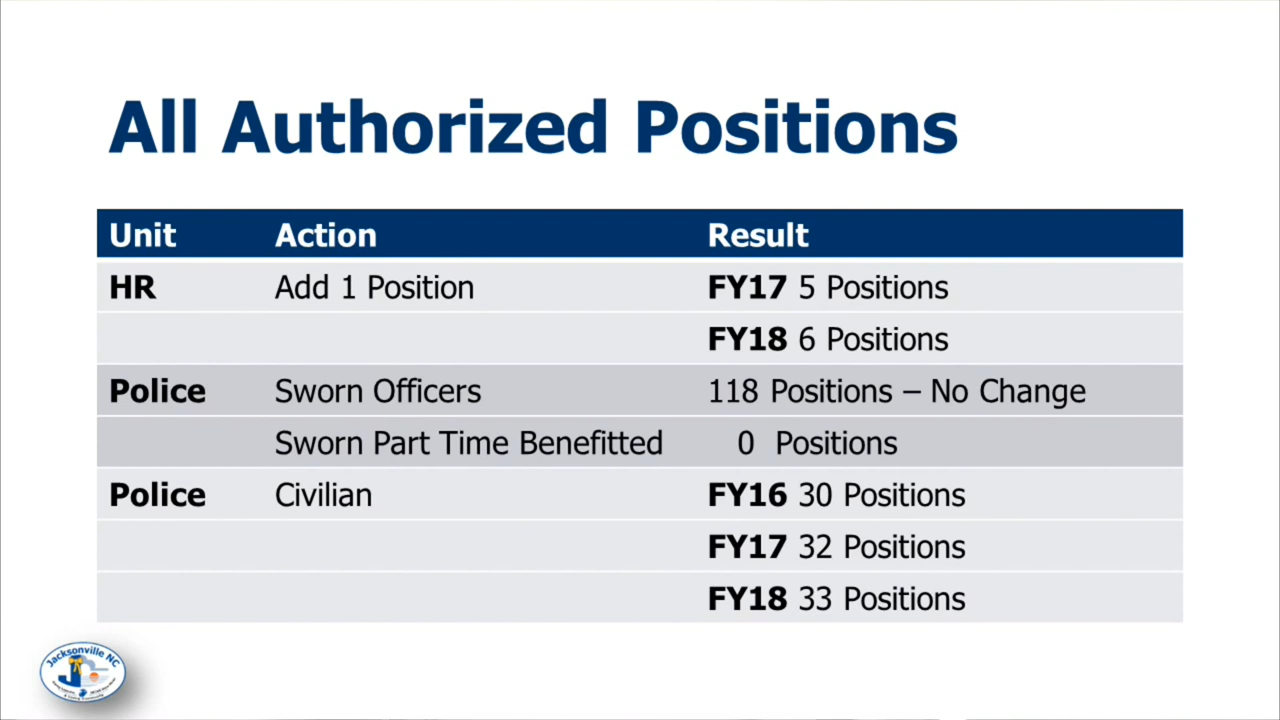 All Authorized Positions
Unit Action Result
HR Add 1 Position FY17 5 Positions
FY18 6 Positions
Police Sworn Officers 118 Positions – No Change
Sworn Part Time Benefitted 0 Positions
Police Civilian FY16 30 Positions
FY17 32 Positions
FY18 33 Positions
Jacksonville NC